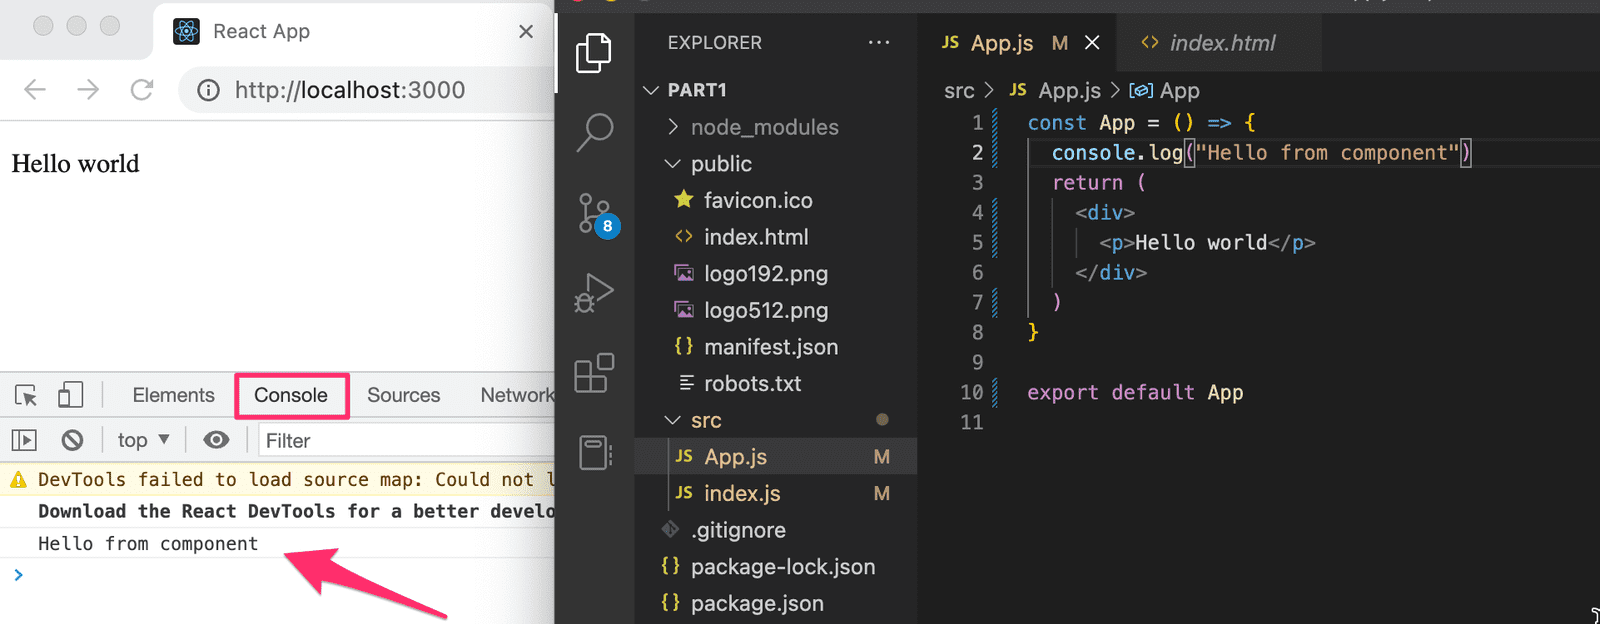 React App
http://localhost:3000
Hello world
Elements
Console
Sources
Network
top
Filter
DevTools failed to load source map: Could not l
Download the React DevTools for a better develo
Hello from component
>
EXPLORER
PART1
node_modules
public
favicon.ico
<> index.html
logo192.png
logo512.png
{} manifest.json
robots.txt
src
JS App.js M
JS index.js M
.gitignore
{} package-lock.json
{} package.json
8
JS App.js M
<> index.html
src > JS App.js > App
1 const App = () => {
2 console.log("Hello from component")
3 return (
4 <div>
5 <p>Hello world</p>
6 </div>
7 )
8 }
9
10 export default App
11